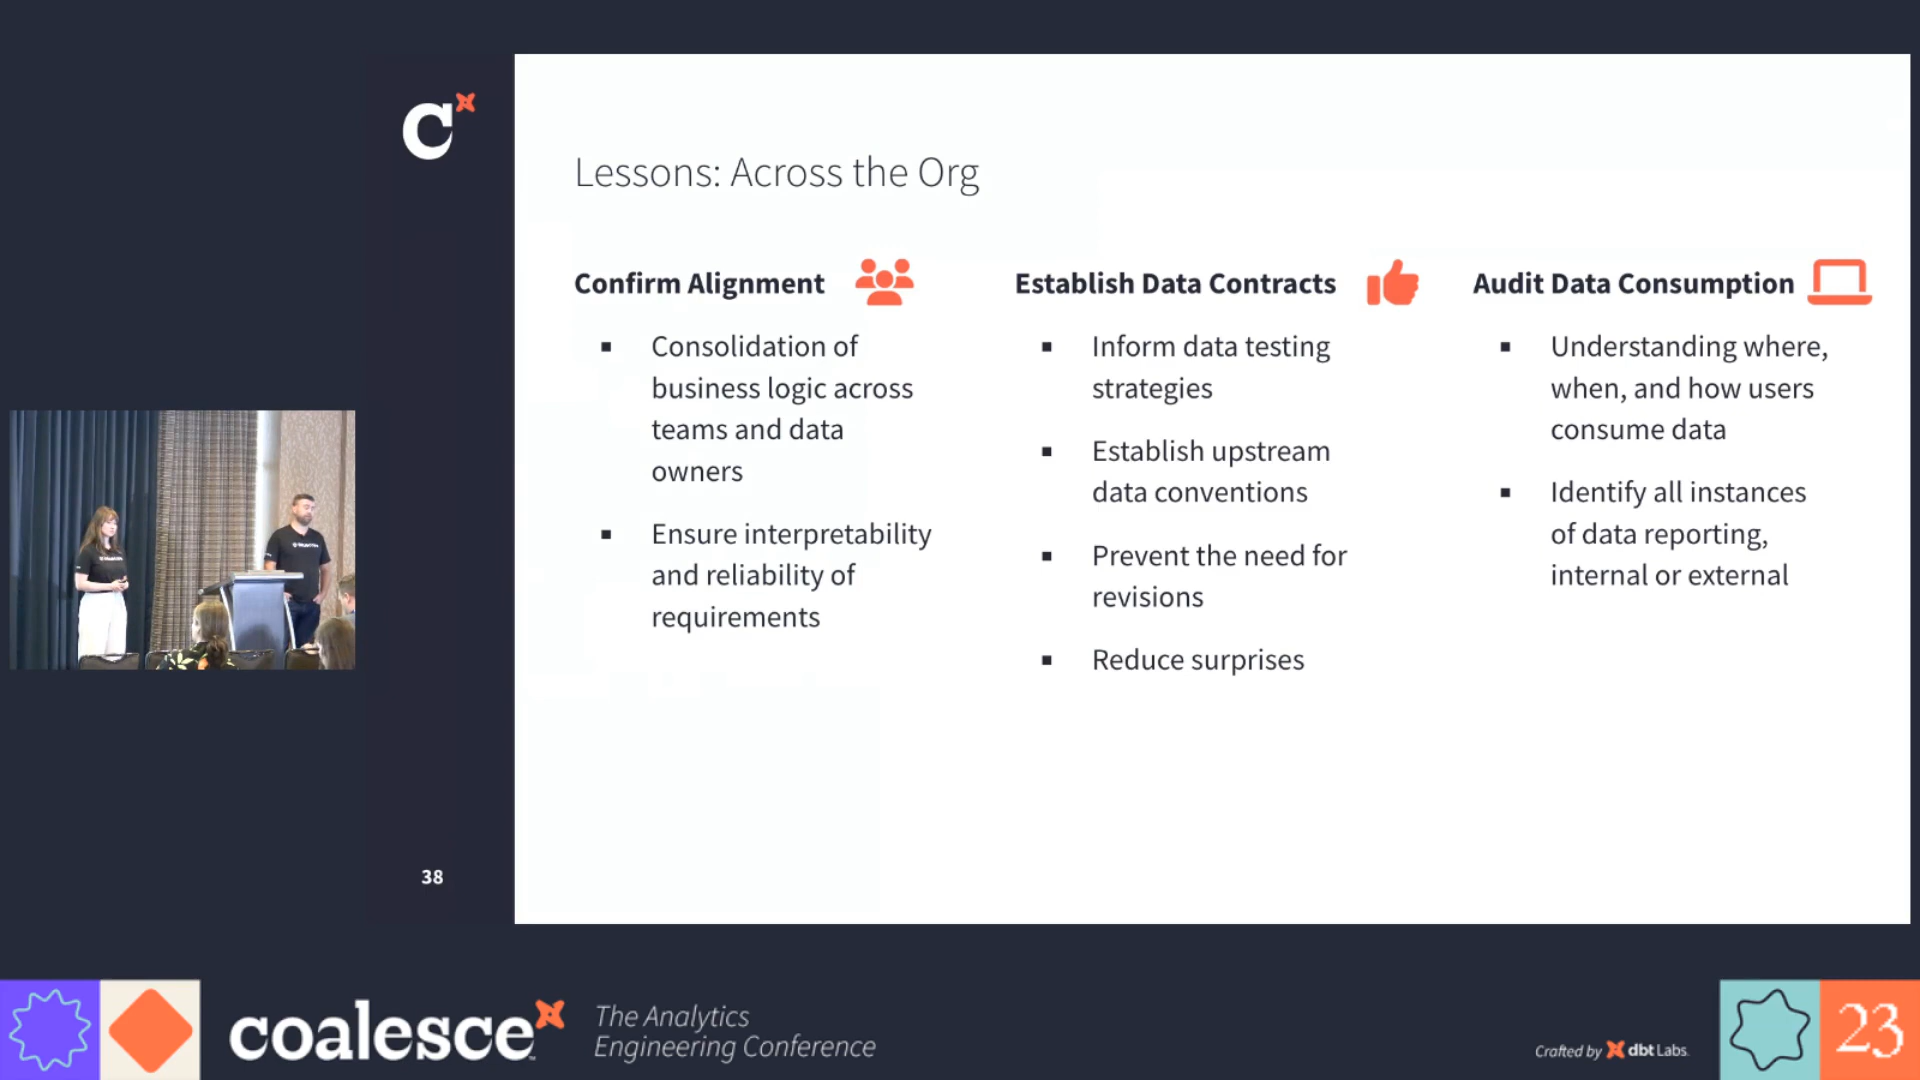 Lessons: Across the Org
Confirm Alignment
▪ Consolidation of
business logic across
teams and data
owners
▪ Ensure interpretability
and reliability of
requirements
Establish Data Contracts
▪ Inform data testing
strategies
▪ Establish upstream
data conventions
▪ Prevent the need for
revisions
▪ Reduce surprises
Audit Data Consumption
▪ Understanding where,
when, and how users
consume data
▪ Identify all instances
of data reporting,
internal or external
38
coalesce
The Analytics
Engineering Conference
Crafted by dbt Labs
23